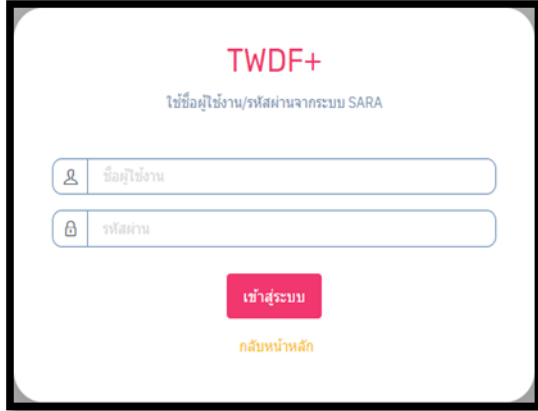 TWDF+
ใช้ชื่อผู้ใช้งาน/รหัสผ่านจากระบบ SARA
ชื่อผู้ใช้งาน
รหัสผ่าน
เข้าสู่ระบบ
กลับหน้าหลัก